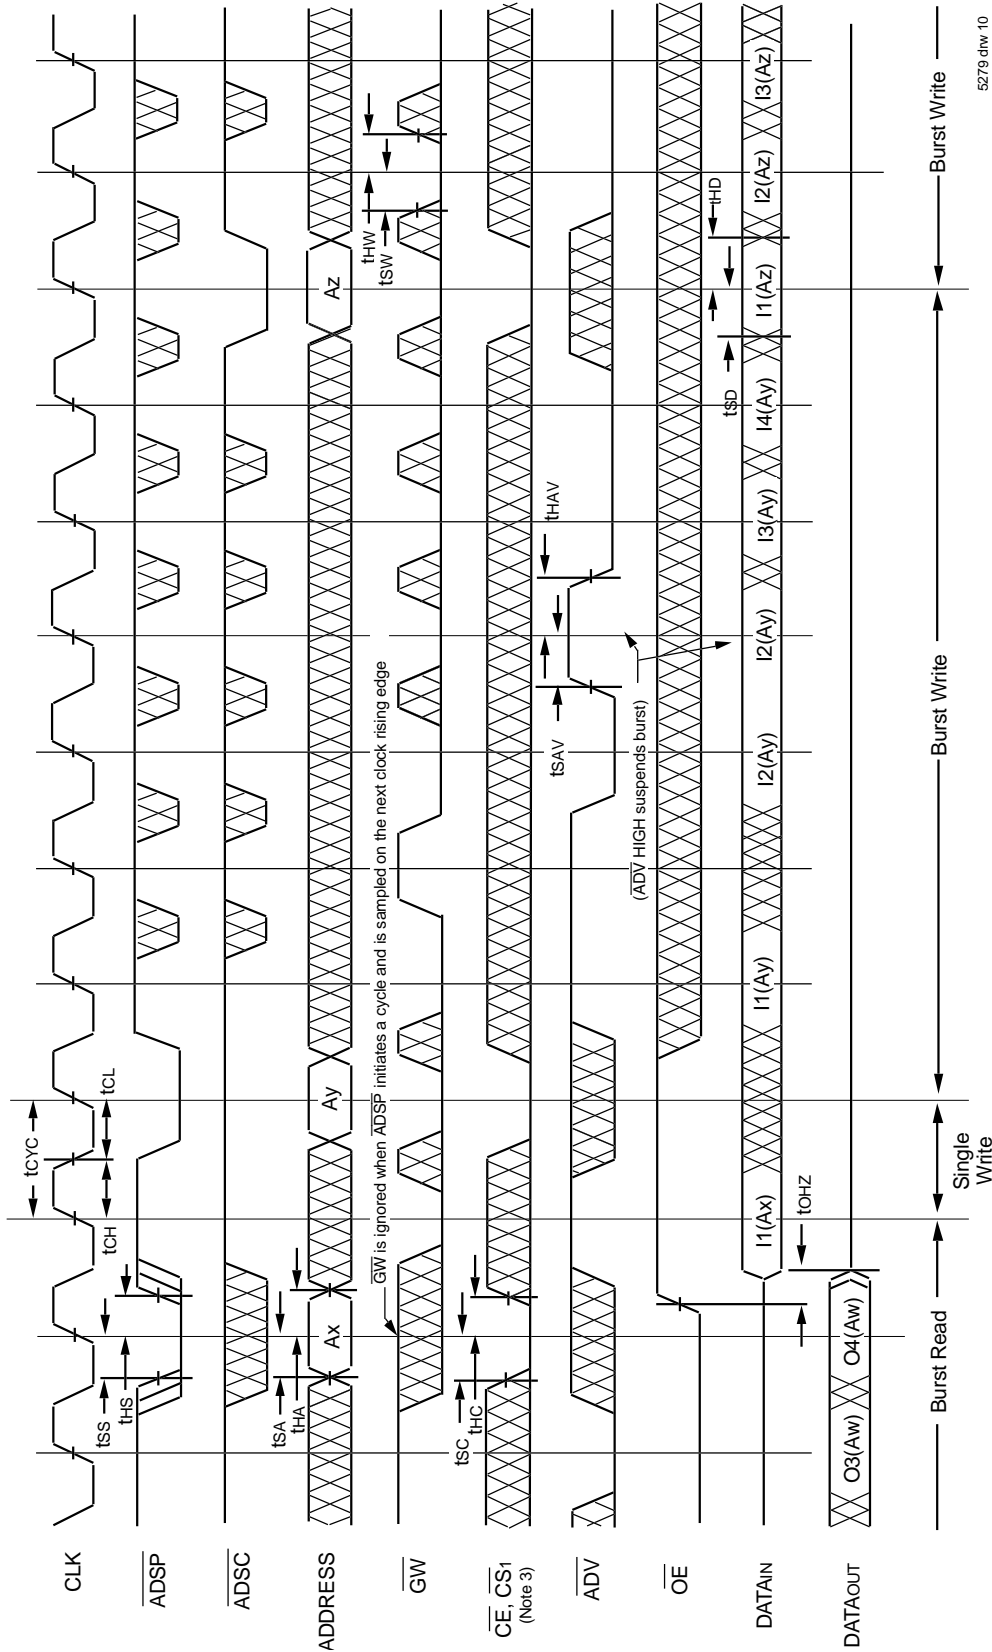 CLK
tCYC
tSS
tHS
tCH
tCL
ADSP
ADSC
ADDRESS
tSA
tHA
Ax
Ay
Az
tHW
tSW
GW is ignored when ADSP initiates a cycle and is sampled on the next clock rising edge
GW
CE, CS1
(Note 3)
tSC
tHC
ADV
tSAV
tHAV
(ADV HIGH suspends burst)
OE
tSD
tHD
DATAIN
I1(Ax)
I1(Ay)
I2(Ay)
I2(Ay)
I3(Ay)
I4(Ay)
I1(Az)
I2(Az)
I3(Az)
tOHZ
DATAOUT
O3(Aw)
O4(Aw)
Burst Read
Single
Write
Burst Write
Burst Write
5279 drw 10